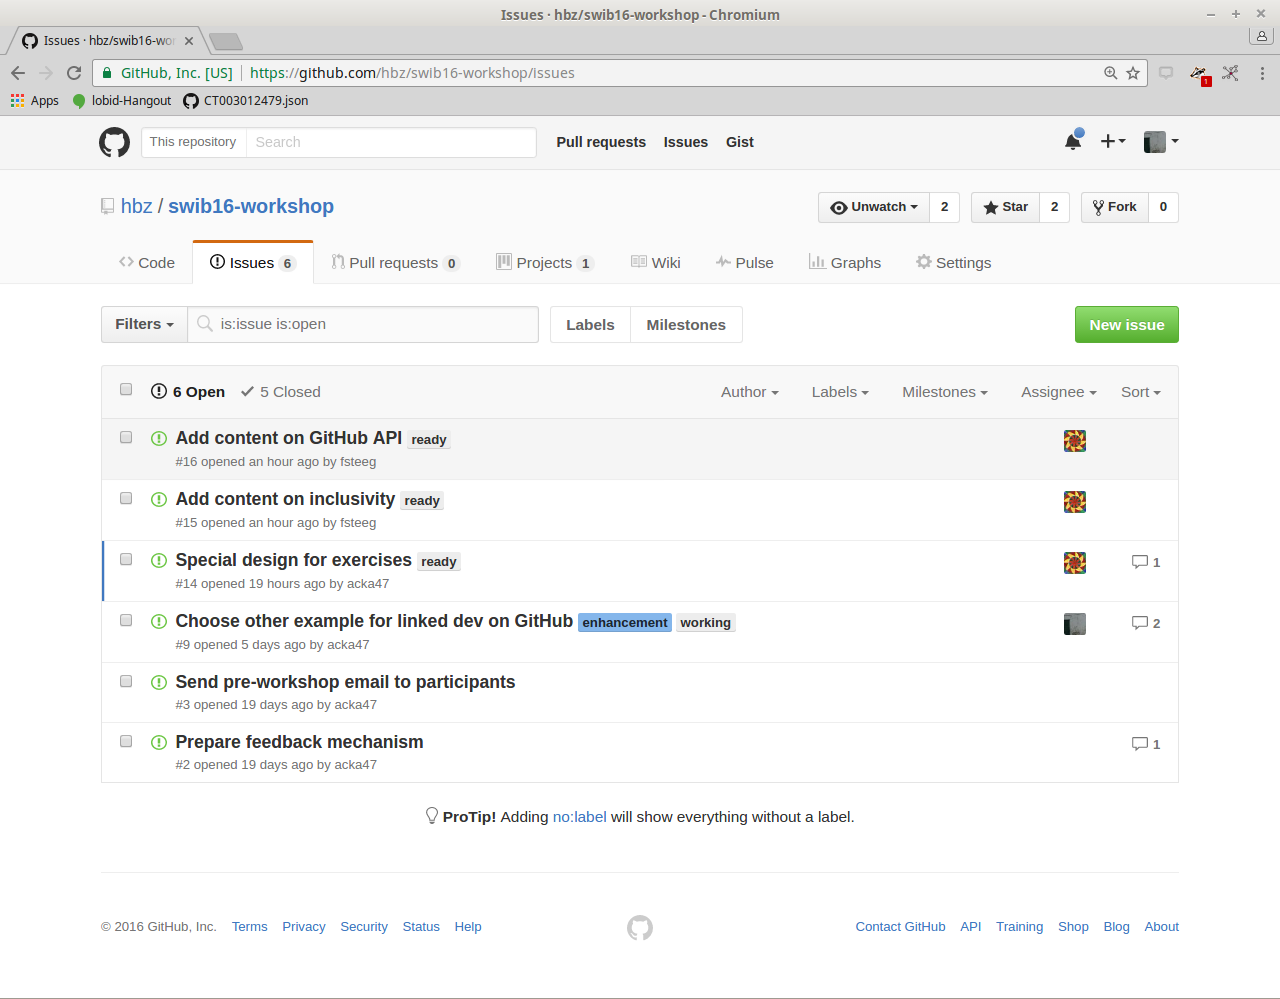 Issues · hbz/swib16-workshop - Chromium
Issues · hbz/swib16-wor
GitHub, Inc. [US] https://github.com/hbz/swib16-workshop/issues
1
Apps lobid-Hangout CT003012479.json
This repository Search Pull requests Issues Gist
hbz / swib16-workshop Unwatch 2 Star 2 Fork 0
Code Issues 6 Pull requests 0 Projects 1 Wiki Pulse Graphs Settings
Filters is:issue is:open Labels Milestones New issue
6 Open 5 Closed Author Labels Milestones Assignee Sort
Add content on GitHub API ready
#16 opened an hour ago by fsteeg
Add content on inclusivity ready
#15 opened an hour ago by fsteeg
Special design for exercises ready 1
#14 opened 19 hours ago by acka47
Choose other example for linked dev on GitHub enhancement working 2
#9 opened 5 days ago by acka47
Send pre-workshop email to participants
#3 opened 19 days ago by acka47
Prepare feedback mechanism 1
#2 opened 19 days ago by acka47
ProTip! Adding no:label will show everything without a label.
© 2016 GitHub, Inc. Terms Privacy Security Status Help Contact GitHub API Training Shop Blog About